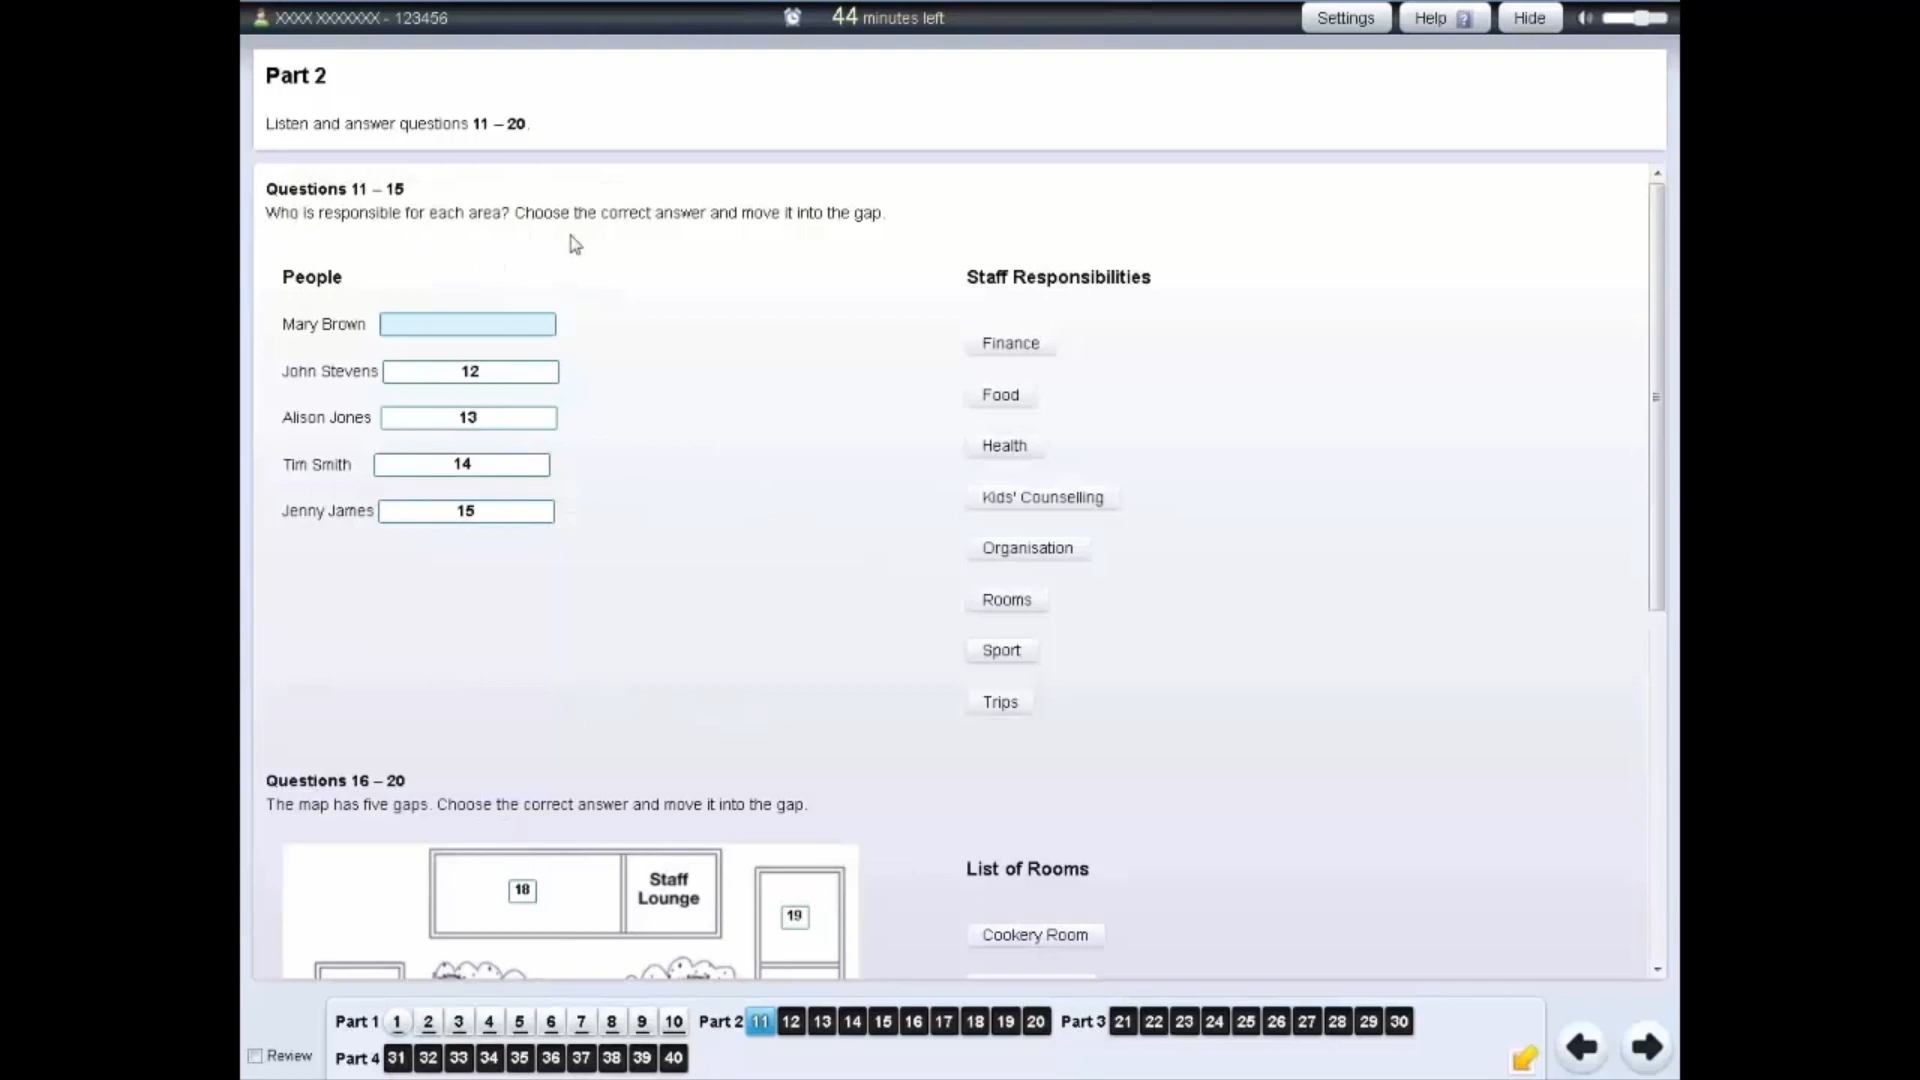 XXXX XXXXXXX - 123456
44 minutes left
Settings
Help ?
Hide
Part 2
Listen and answer questions 11 – 20.
Questions 11 – 15
Who is responsible for each area? Choose the correct answer and move it into the gap.
People
Mary Brown
John Stevens 12
Alison Jones 13
Tim Smith 14
Jenny James 15
Staff Responsibilities
Finance
Food
Health
Kids' Counselling
Organisation
Rooms
Sport
Trips
Questions 16 – 20
The map has five gaps. Choose the correct answer and move it into the gap.
18
Staff
Lounge
19
List of Rooms
Cookery Room
Part 1 1 2 3 4 5 6 7 8 9 10 Part 2 11 12 13 14 15 16 17 18 19 20 Part 3 21 22 23 24 25 26 27 28 29 30
Review
Part 4 31 32 33 34 35 36 37 38 39 40